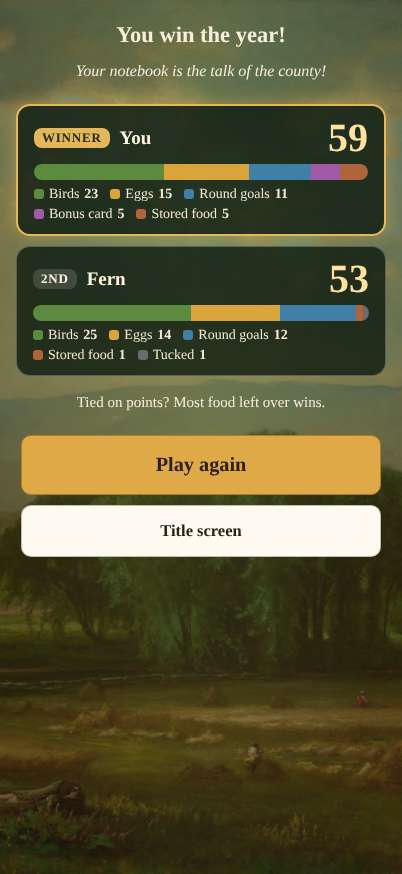 You win the year!
Your notebook is the talk of the county!
WINNER You 59
Birds 23 Eggs 15 Round goals 11
Bonus card 5 Stored food 5
2ND Fern 53
Birds 25 Eggs 14 Round goals 12
Stored food 1 Tucked 1
Tied on points? Most food left over wins.
Play again
Title screen